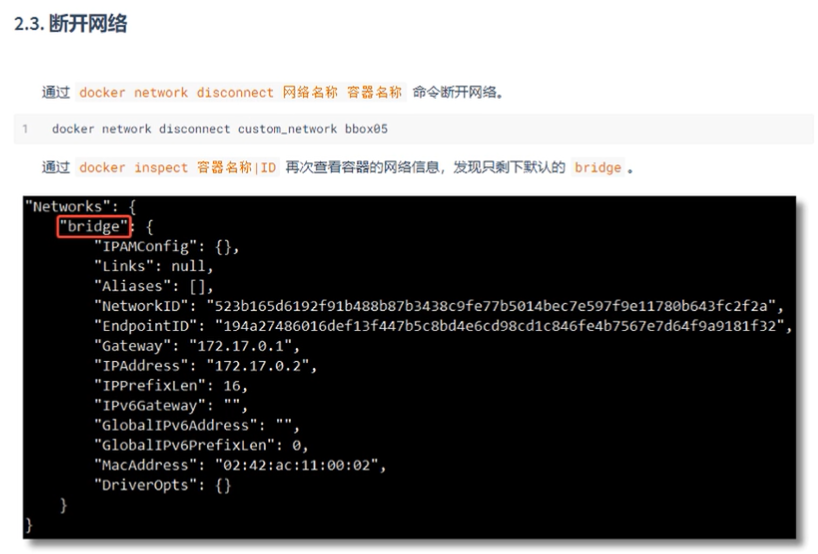 2.3. 断开网络
通过 docker network disconnect 网络名称 容器名称 命令断开网络。
1 docker network disconnect custom_network bbox05
通过 docker inspect 容器名称|ID 再次查看容器的网络信息，发现只剩下默认的 bridge 。
"Networks": {
"bridge": {
"IPAMConfig": {},
"Links": null,
"Aliases": [],
"NetworkID": "523b165d6192f91b488b87b3438c9fe77b5014bec7e597f9e11780b643fc2f2a",
"EndpointID": "194a27486016def13f447b5c8bd4e6cd98cd1c846fe4b7567e7d64f9a9181f32",
"Gateway": "172.17.0.1",
"IPAddress": "172.17.0.2",
"IPPrefixLen": 16,
"IPv6Gateway": "",
"GlobalIPv6Address": "",
"GlobalIPv6PrefixLen": 0,
"MacAddress": "02:42:ac:11:00:02",
"DriverOpts": {}
}
}